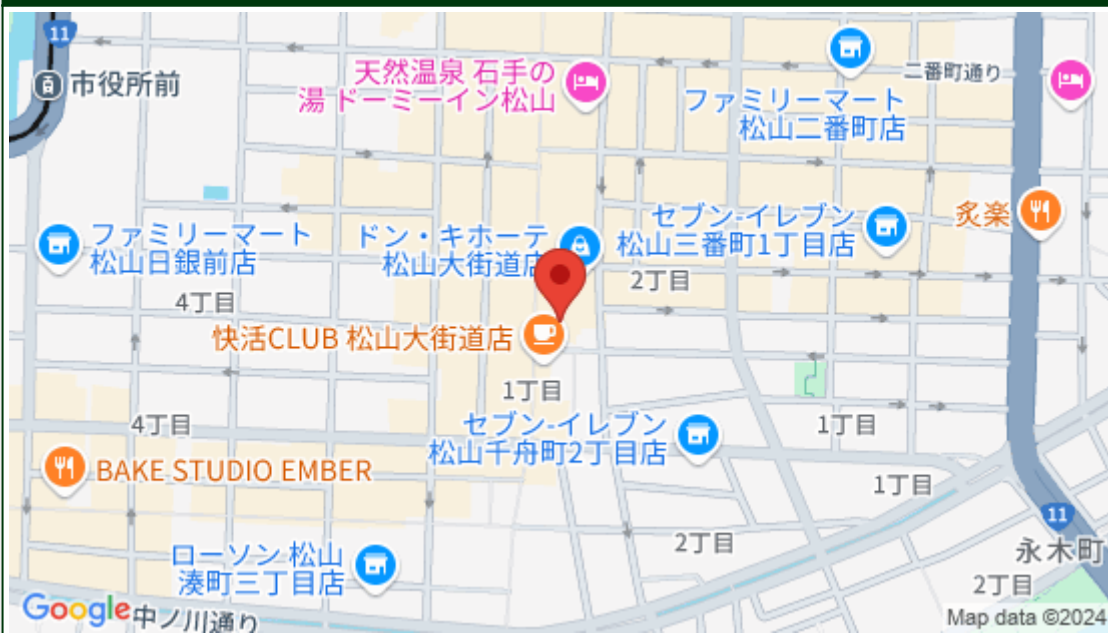 11
市役所前
天然温泉 石手の
湯 ドーミーイン松山
二番町通り
ファミリーマート
松山二番町店
炙楽
セブン-イレブン
松山三番町1丁目店
ファミリーマート
松山日銀前店
ドン・キホーテ
松山大街道店
2丁目
4丁目
快活CLUB 松山大街道店
1丁目
4丁目
セブン-イレブン
松山千舟町2丁目店
1丁目
BAKE STUDIO EMBER
1丁目
11
2丁目
永木町
ローソン 松山
湊町三丁目店
2丁目
Google
中ノ川通り
Map data ©2024